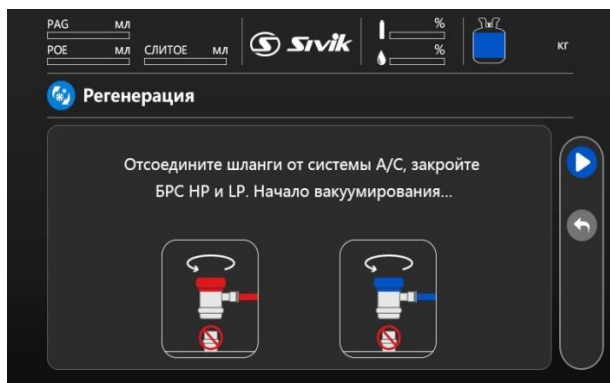 PAG мл
POE мл СЛИТОЕ мл
S Sivik
%
%
кг
Регенерация
Отсоедините шланги от системы A/C, закройте
БРС HP и LP. Начало вакуумирования...